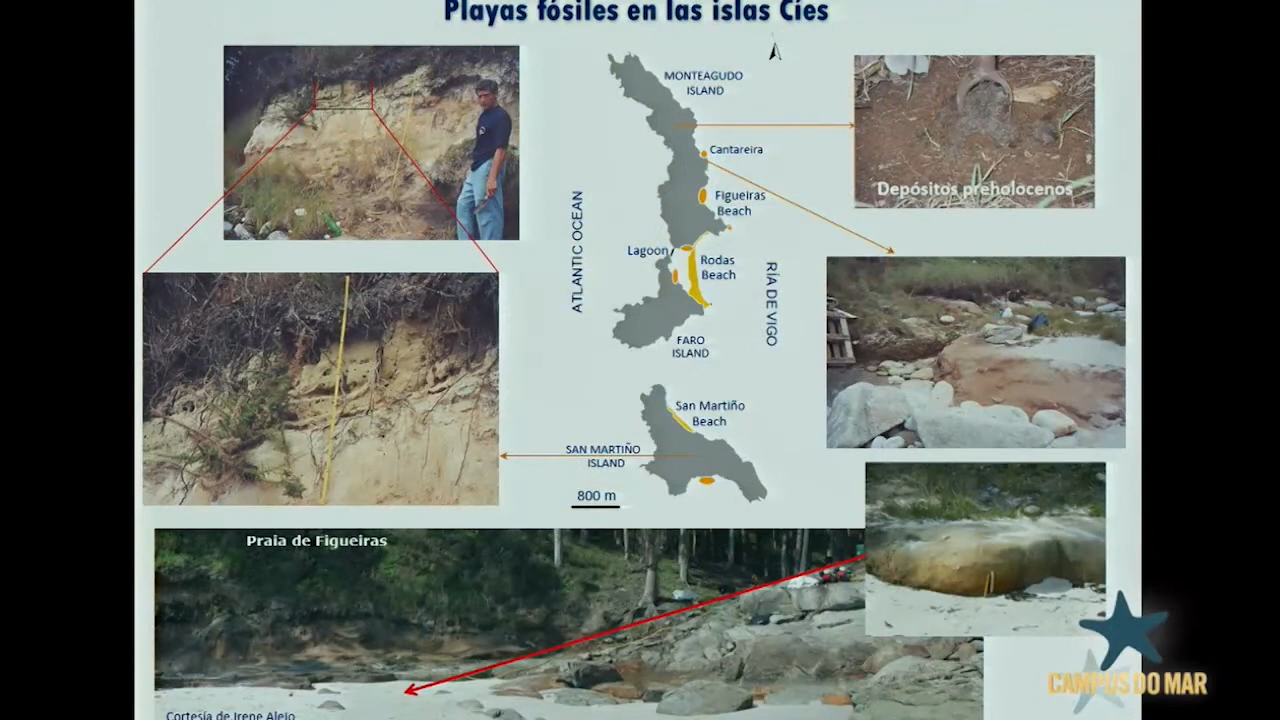 Playas fósiles en las islas Cíes
MONTEAGUDO
ISLAND
Cantareira
Depósitos preholocenos
Figueiras
Beach
ATLANTIC OCEAN
Lagoon
Rodas
Beach
RÍA DE VIGO
FARO
ISLAND
San Martiño
Beach
SAN MARTIÑO
ISLAND
800 m
Praia de Figueiras
Cortesía de Irene Alejo
CAMPUS DO MAR